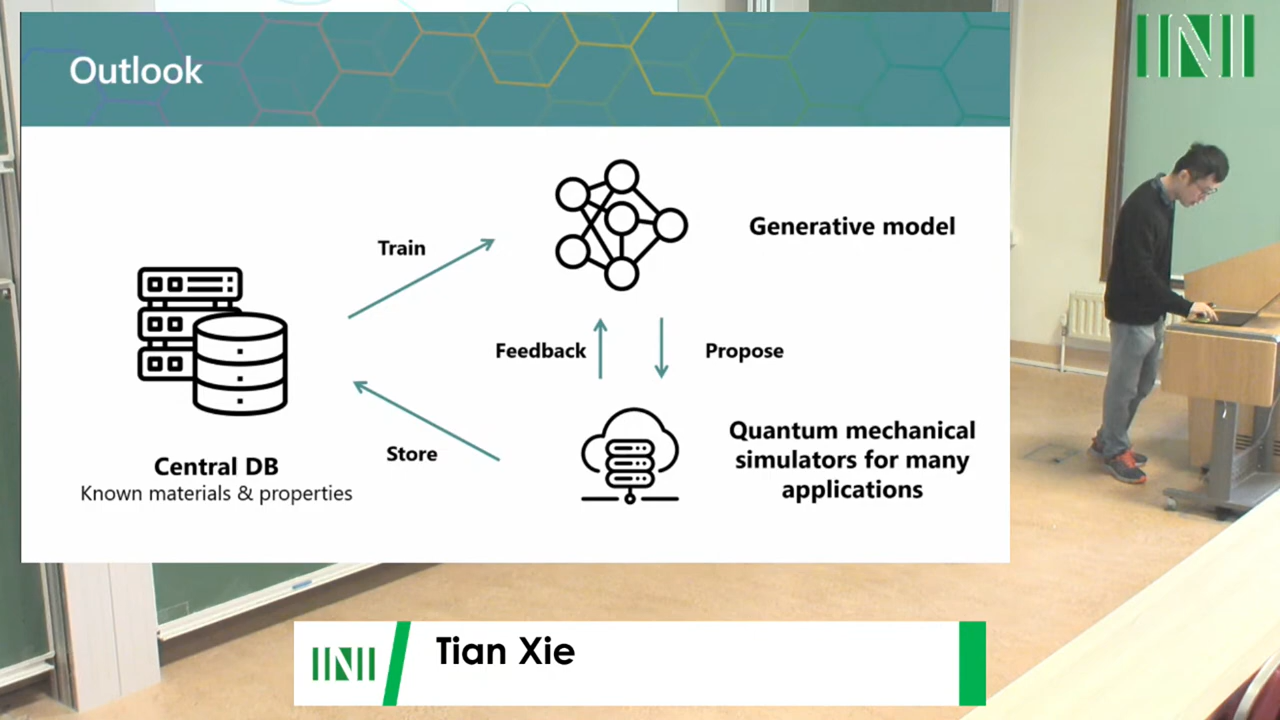 Outlook
INI
Train
Generative model
Feedback
Propose
Store
Quantum mechanical
simulators for many
applications
Central DB
Known materials & properties
INI
Tian Xie